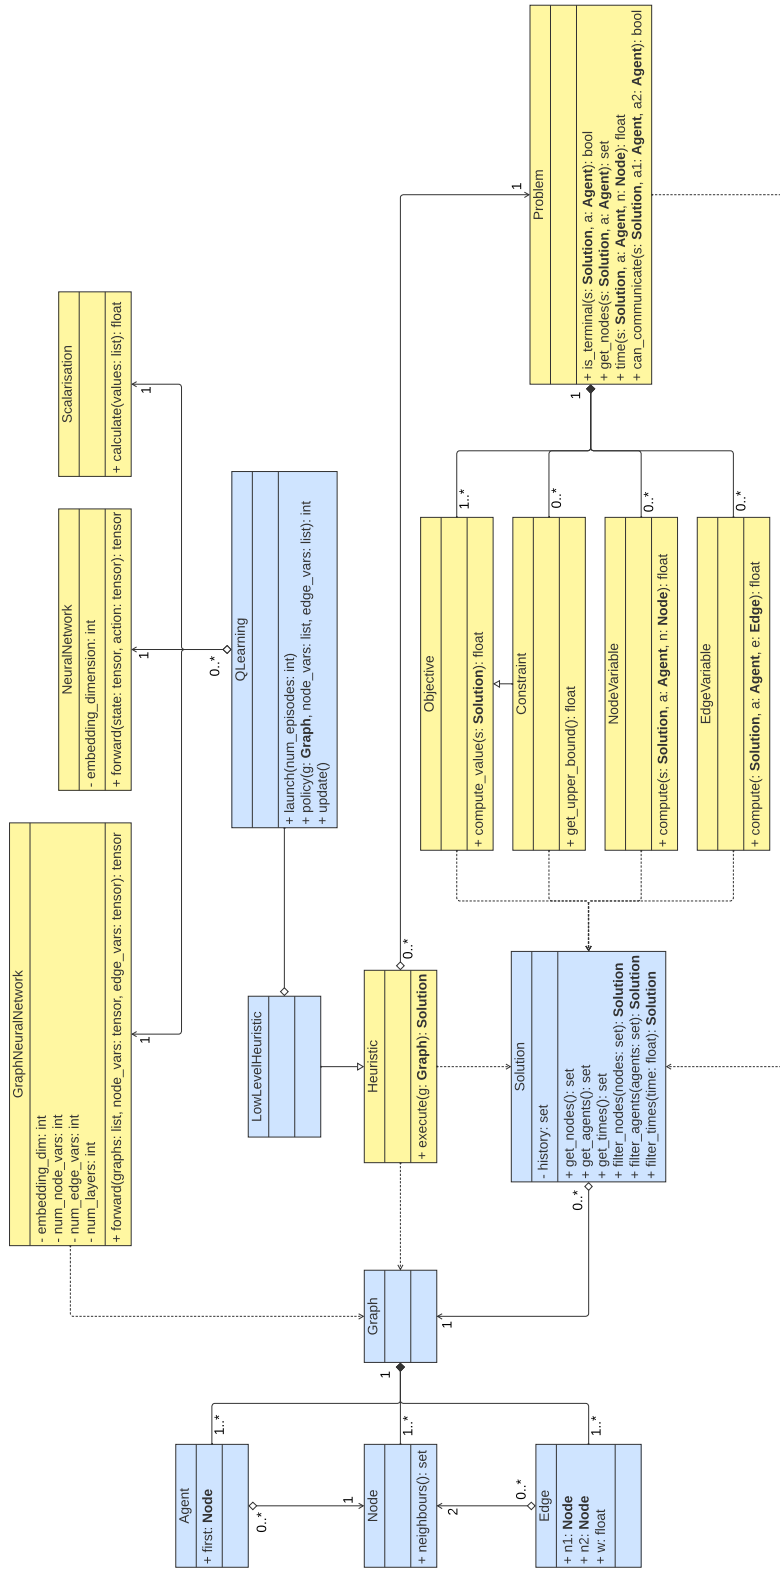 GraphNeuralNetwork
- embedding_dim: int
- num_node_vars: int
- num_edge_vars: int
- num_layers: int
+ forward(graphs: list, node_vars: tensor, edge_vars: tensor): tensor
1
NeuralNetwork
- embedding_dimension: int
+ forward(state: tensor, action: tensor): tensor
1
Scalarisation
+ calculate(values: list): float
1
0..*
QLearning
+ launch(num_episodes: int)
+ policy(g: Graph, node_vars: list, edge_vars: list): int
+ update()
LowLevelHeuristic
Heuristic
+ execute(g: Graph): Solution
0..*
1
Problem
+ is_terminal(s: Solution, a: Agent): bool
+ get_nodes(s: Solution, a: Agent): set
+ time(s: Solution, a: Agent, n: Node): float
+ can_communicate(s: Solution, a1: Agent, a2: Agent): bool
1
1..*
0..*
0..*
0..*
Objective
+ compute_value(s: Solution): float
Constraint
+ get_upper_bound(): float
NodeVariable
+ compute(s: Solution, a: Agent, n: Node): float
EdgeVariable
+ compute(: Solution, a: Agent, e: Edge): float
Solution
- history: set
+ get_nodes(): set
+ get_agents(): set
+ get_times(): set
+ filter_nodes(nodes: set): Solution
+ filter_agents(agents: set): Solution
+ filter_times(time: float): Solution
0..*
1
Graph
1
1..*
1..*
1..*
Agent
+ first: Node
0..*
1
Node
+ neighbours(): set
2
0..*
Edge
+ n1: Node
+ n2: Node
+ w: float